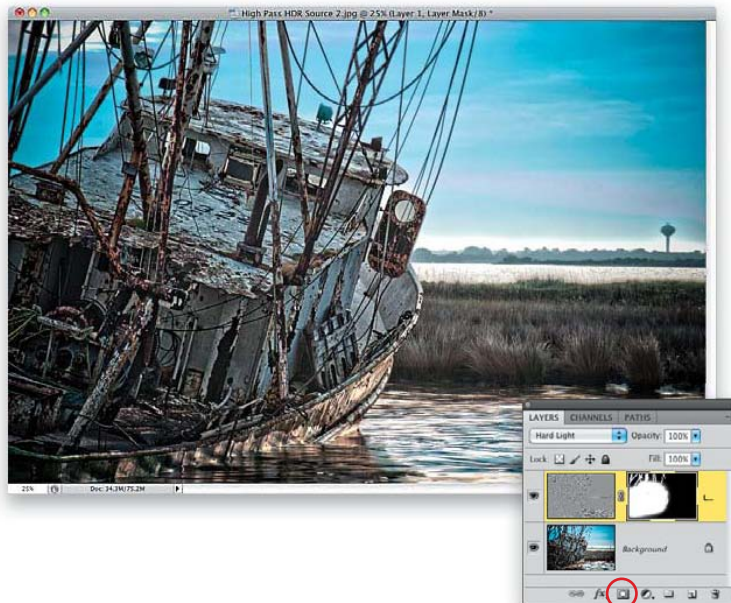 High Pass HDR Source 2.jpg @ 25% (Layer 1, Layer Mask/8) *
25% Doc: 34.3M/75.2M
LAYERS CHANNELS PATHS
Hard Light Opacity: 100%
Lock Fill: 100%
L...
Background
fx